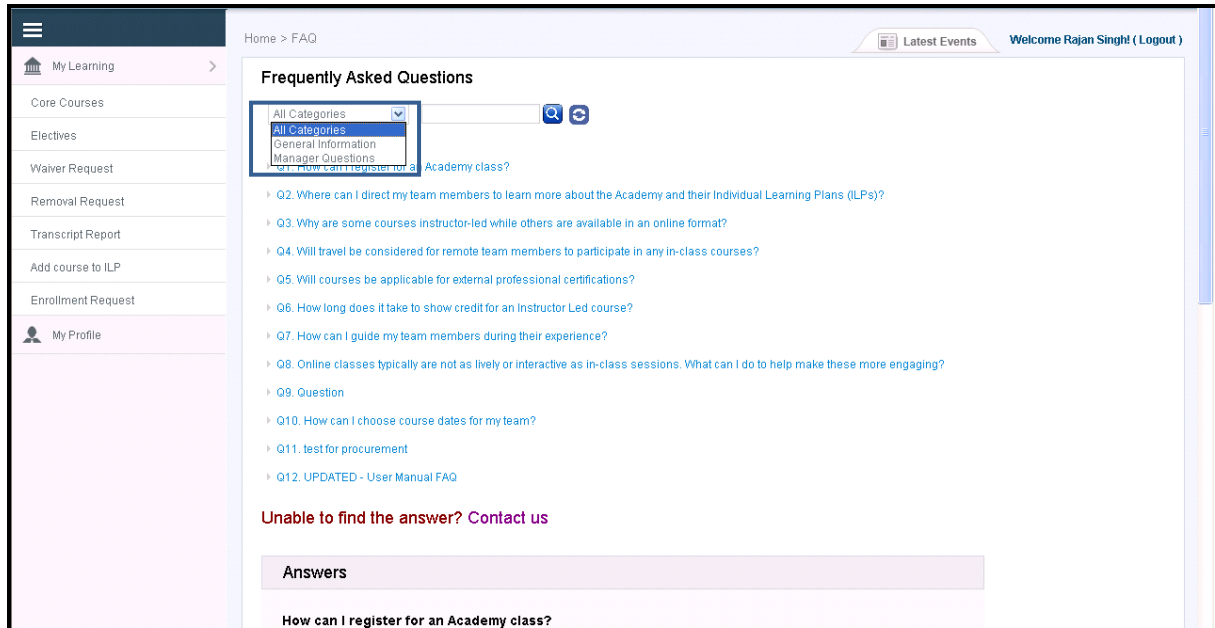 Home > FAQ
Latest Events
Welcome Rajan Singh! ( Logout )
My Learning
Core Courses
Electives
Waiver Request
Removal Request
Transcript Report
Add course to ILP
Enrollment Request
My Profile
Frequently Asked Questions
All Categories
All Categories
General Information
Manager Questions
Q1. How can I register for an Academy class?
Q2. Where can I direct my team members to learn more about the Academy and their Individual Learning Plans (ILPs)?
Q3. Why are some courses instructor-led while others are available in an online format?
Q4. Will travel be considered for remote team members to participate in any in-class courses?
Q5. Will courses be applicable for external professional certifications?
Q6. How long does it take to show credit for an Instructor Led course?
Q7. How can I guide my team members during their experience?
Q8. Online classes typically are not as lively or interactive as in-class sessions. What can I do to help make these more engaging?
Q9. Question
Q10. How can I choose course dates for my team?
Q11. test for procurement
Q12. UPDATED - User Manual FAQ
Unable to find the answer? Contact us
Answers
How can I register for an Academy class?